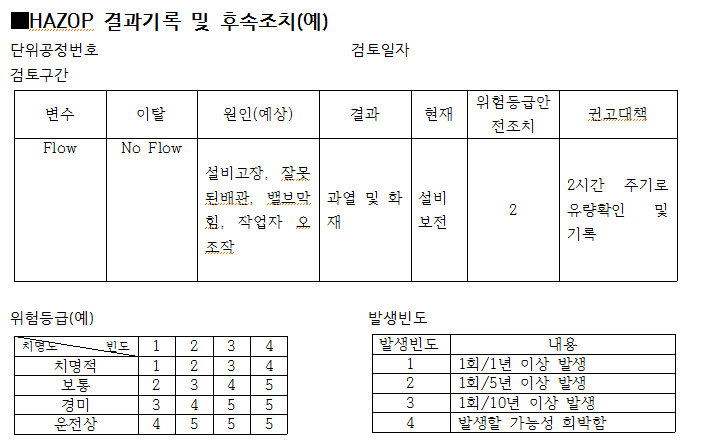 ■HAZOP 결과기록 및 후속조치(예)
단위공정번호 검토일자
검토구간
변수 이탈 원인(예상) 결과 현재 위험등급안전조치 권고대책
Flow No Flow 설비고장, 잘못된배관, 밸브막힘, 작업자 오조작 과열 및 화재 설비보전 2 2시간 주기로 유량확인 및 기록
위험등급(예) 발생빈도
치명도 빈도 1 2 3 4
치명적 1 2 3 4
보통 2 3 4 5
경미 3 4 5 5
운전상 4 5 5 5
발생빈도 내용
1 1회/1년 이상 발생
2 1회/5년 이상 발생
3 1회/10년 이상 발생
4 발생할 가능성 희박함